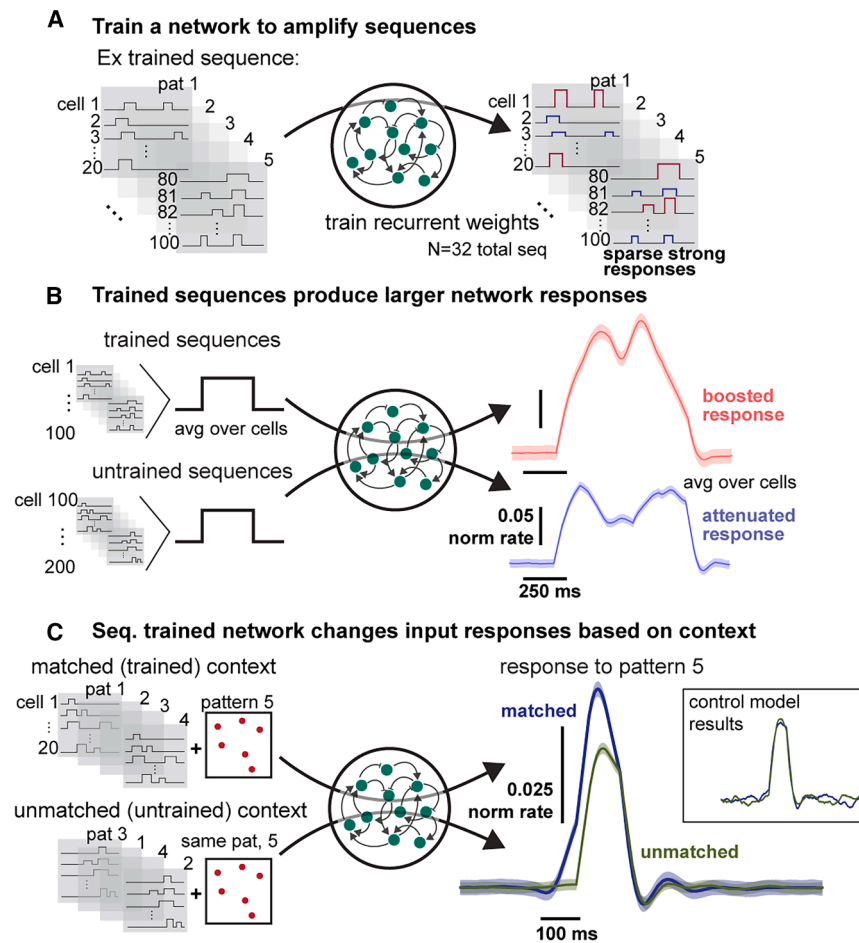 A Train a network to amplify sequences
Ex trained sequence:
pat 1
2
3
4
5
cell 1
2
3
20
80
81
82
100
train recurrent weights
N=32 total seq
pat 1
2
3
4
5
cell 1
2
3
20
80
81
82
100
sparse strong
responses
B Trained sequences produce larger network responses
trained sequences
cell 1
100
avg over cells
untrained sequences
cell 100
200
boosted
response
avg over cells
0.05
norm rate
attenuated
response
250 ms
C Seq. trained network changes input responses based on context
matched (trained) context
pat 1
2
3
4
cell 1
20
+
pattern 5
unmatched (untrained) context
pat 3
1
4
2
+
same pat, 5
response to pattern 5
matched
0.025
norm rate
unmatched
100 ms
control model
results